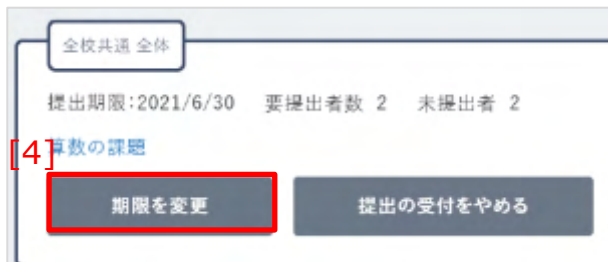 全校共通 全体
提出期限:2021/6/30 要提出者数 2 未提出者 2
[4]算数の課題
期限を変更 提出の受付をやめる